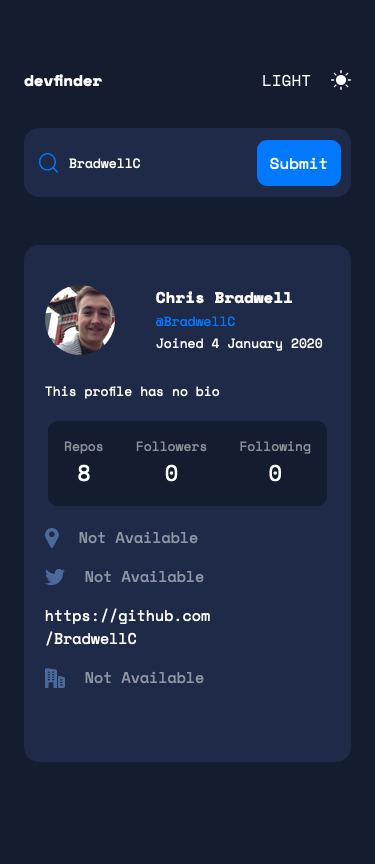 devfinder
LIGHT
BradwellC
Submit
Chris Bradwell
@BradwellC
Joined 4 January 2020
This profile has no bio
Repos Followers Following
8 0 0
Not Available
Not Available
https://github.com
/BradwellC
Not Available